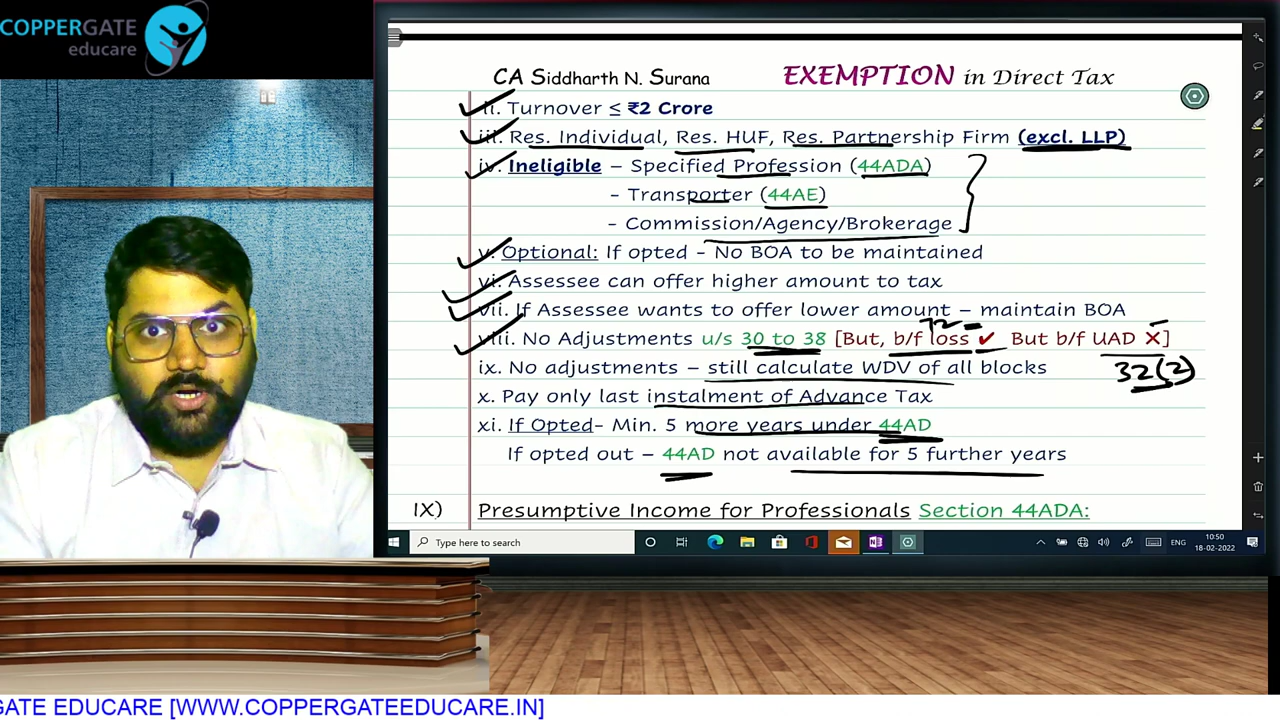 COPPERGATE
educare
CA Siddharth N. Surana
EXEMPTION in Direct Tax
ii. Turnover ≤ ₹2 Crore
iii. Res. Individual, Res. HUF, Res. Partnership Firm (excl. LLP)
iv. Ineligible – Specified Profession (44ADA)
- Transporter (44AE)
- Commission/Agency/Brokerage
v. Optional: If opted - No BOA to be maintained
vi. Assessee can offer higher amount to tax
vii. If Assessee wants to offer lower amount – maintain BOA
72
viii. No Adjustments u/s 30 to 38 [But, b/f loss ✓ But b/f UAD X]
32(2)
ix. No adjustments – still calculate WDV of all blocks
x. Pay only last instalment of Advance Tax
xi. If Opted- Min. 5 more years under 44AD
If opted out – 44AD not available for 5 further years
IX) Presumptive Income for Professionals Section 44ADA:
Type here to search
ENG
10:50
18-02-2022
GATE EDUCARE [WWW.COPPERGATEEDUCARE.IN]